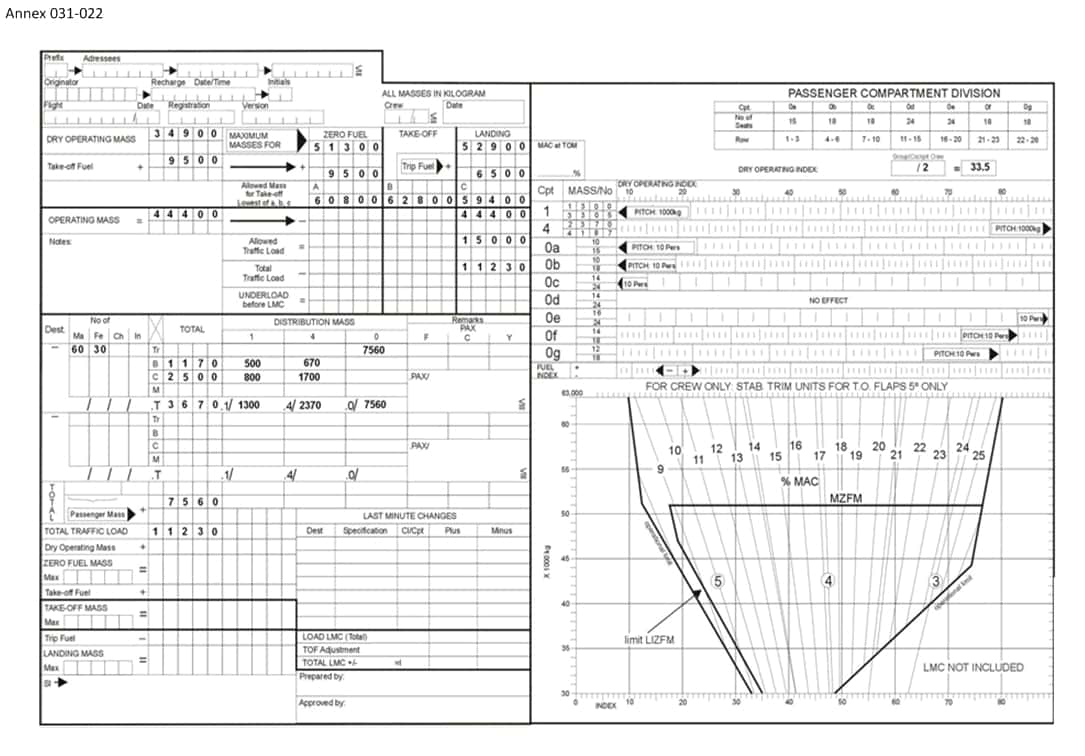 Annex 031-022
Prefix Adressees
Originator Recharge Date/Time Initials
Flight Date Registration Version
ALL MASSES IN KILOGRAM
Crew Date
DRY OPERATING MASS 3 4 9 0 0 MAXIMUM MASSES FOR ZERO FUEL TAKE-OFF LANDING
5 1 3 0 0 5 2 9 0 0
Take-off Fuel + 9 5 0 0 + 9 5 0 0 Trip Fuel + 6 5 0 0
Allowed Mass for Take-off Lowest of a, b, c A B C
6 0 8 0 0 6 2 8 0 0 5 9 4 0 0
OPERATING MASS = 4 4 4 0 0 - 4 4 4 0 0
Notes: Allowed Traffic Load = 1 5 0 0 0
Total Traffic Load - 1 1 2 3 0
UNDERLOAD before LMC =
Dest. No of TOTAL DISTRIBUTION MASS Remarks
PAX
Ma Fe Ch In 1 4 0 F C Y
- 60 30 Tr 7560
B 1 1 7 0 500 670
C 2 5 0 0 800 1700 .PAX/
M
/ / / .T 3 6 7 0 .1/ 1300 .4/ 2370 .0/ 7560
- Tr
B
C .PAX/
M
/ / / .T .1/ .4/ .0/
TOTAL
7 5 6 0
Passenger Mass +
LAST MINUTE CHANGES
TOTAL TRAFFIC LOAD 1 1 2 3 0 Dest Specification Cl/Cpt Plus Minus
Dry Operating Mass +
ZERO FUEL MASS
Max =
Take-off Fuel +
TAKE-OFF MASS
Max =
Trip Fuel -
LANDING MASS
Max =
SI
LOAD LMC (Total)
TOF Adjustment
TOTAL LMC +/- =
Prepared by:
Approved by:
PASSENGER COMPARTMENT DIVISION
Cpt. 0a 0b 0c 0d 0e 0f 0g
No of Seats 15 18 18 24 24 18 18
Row 1-3 4-6 7-10 11-15 16-20 21-23 22-26
MAC at TOM
%
DRY OPERATING INDEX: /2 = 33.5
Cpt MASS/No DRY OPERATING INDEX:
10 20 30 40 50 60 70 80
1 1 3 0 0 PITCH: 1000kg
3 3 0 5
4 2 3 7 0 PITCH:1000kg
4 1 8 7
0a 10 15 PITCH: 10 Pers
0b 10 18 PITCH: 10 Pers
0c 14 24 10 Pers
0d 14 24 NO EFFECT
0e 16 24 10 Pers
0f 14 18 PITCH:10 Pers
0g 12 18 PITCH:10 Pers
FUEL INDEX + - - +
FOR CREW ONLY: STAB. TRIM UNITS FOR T.O. FLAPS 5° ONLY
63,000
60
55
50
45
40
35
30
X 1000 kg
9 10 11 12 13 14 15 16 17 18 19 20 21 22 23 24 25
% MAC
MZFM
operational limit
5 4 3
operational limit
limit LIZFM
LMC NOT INCLUDED
0 10 20 30 40 50 60 70 80
INDEX